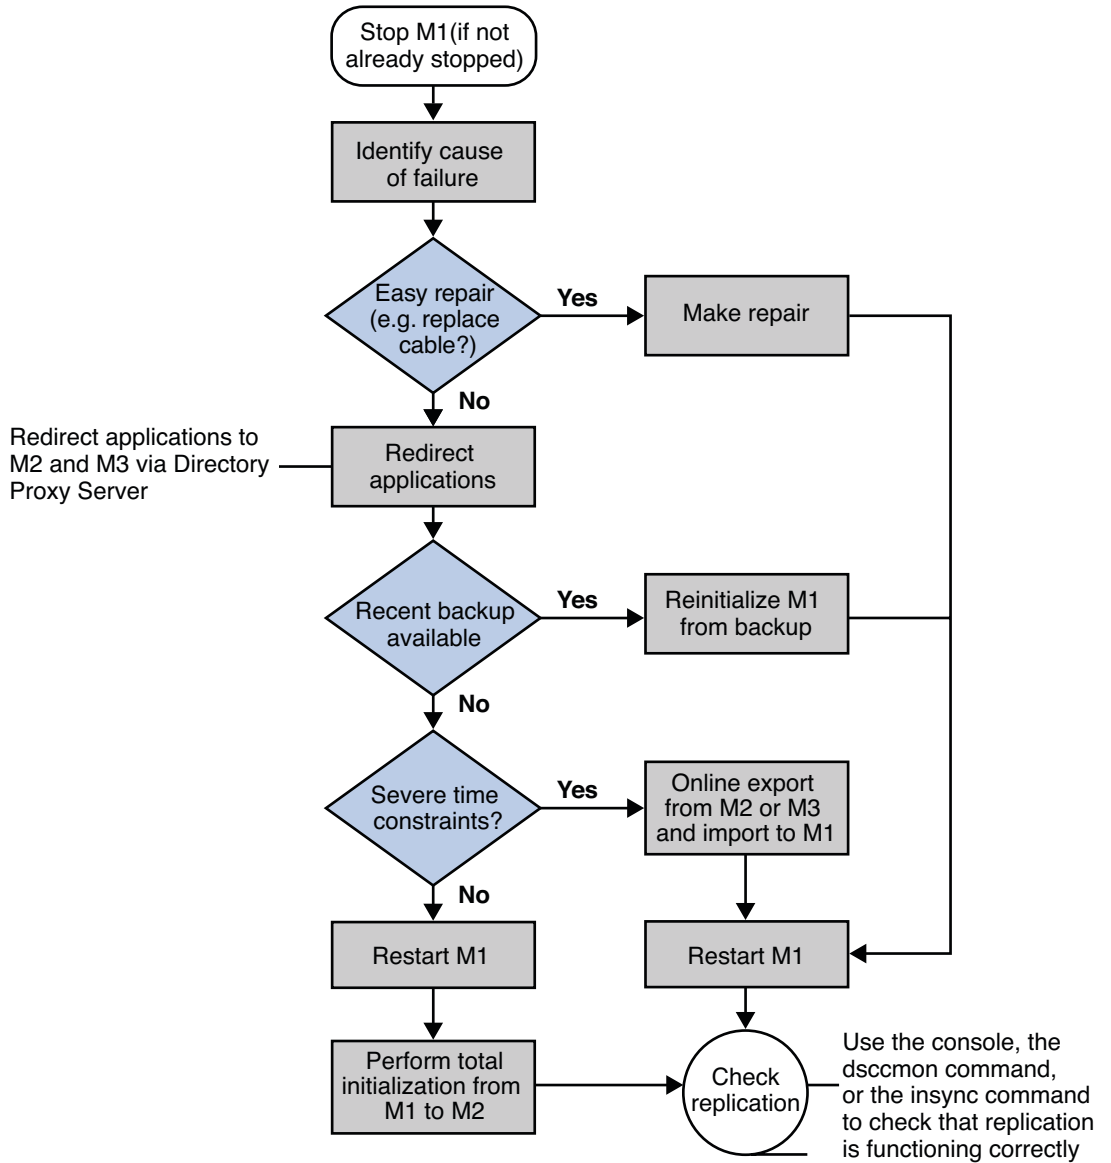 Stop M1(if not
already stopped)
Identify cause
of failure
Easy repair
(e.g. replace
cable?)
Yes
Make repair
No
Redirect applications to
M2 and M3 via Directory
Proxy Server
Redirect
applications
Recent backup
available
Yes
Reinitialize M1
from backup
No
Severe time
constraints?
Yes
Online export
from M2 or M3
and import to M1
No
Restart M1
Restart M1
Perform total
initialization from
M1 to M2
Check
replication
Use the console, the
dsccmon command,
or the insync command
to check that replication
is functioning correctly